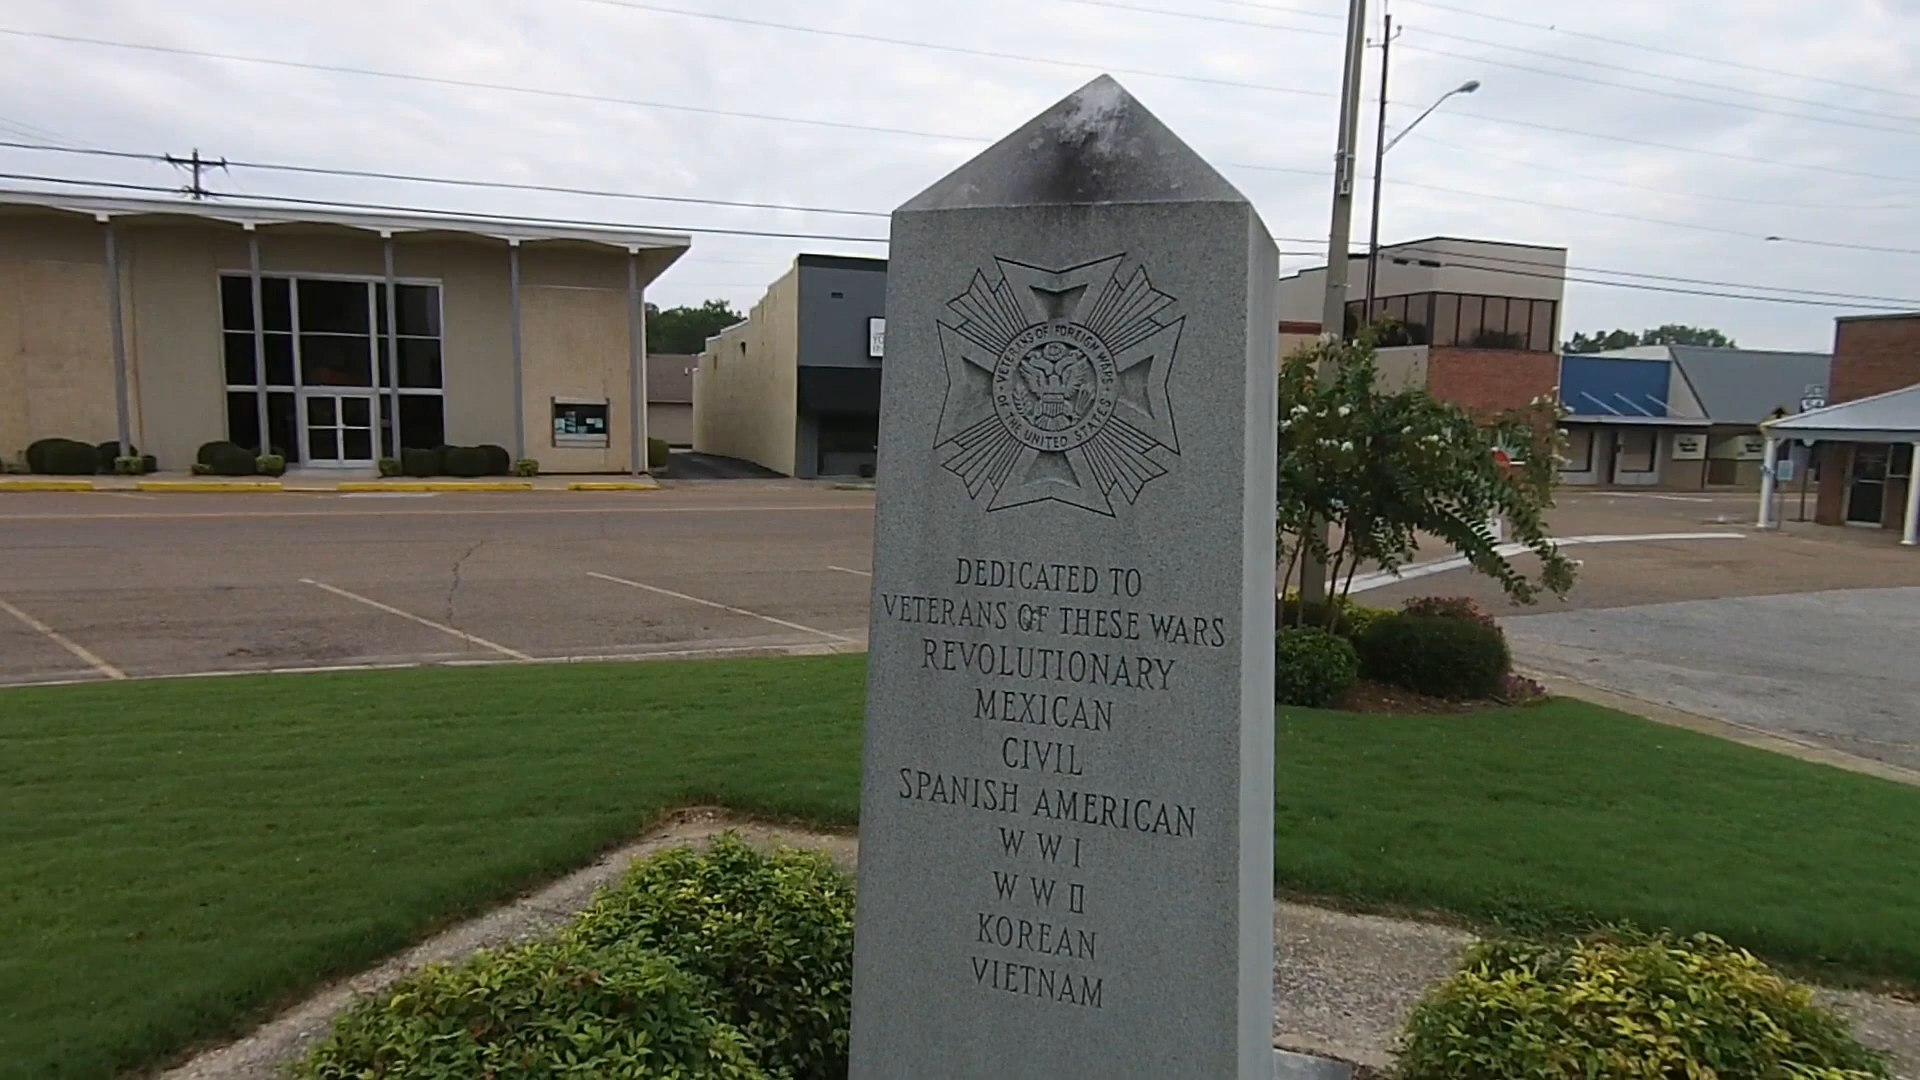 VETERANS OF FOREIGN WARS
OF THE UNITED STATES
DEDICATED TO
VETERANS OF THESE WARS
REVOLUTIONARY
MEXICAN
CIVIL
SPANISH AMERICAN
W W I
W W II
KOREAN
VIETNAM